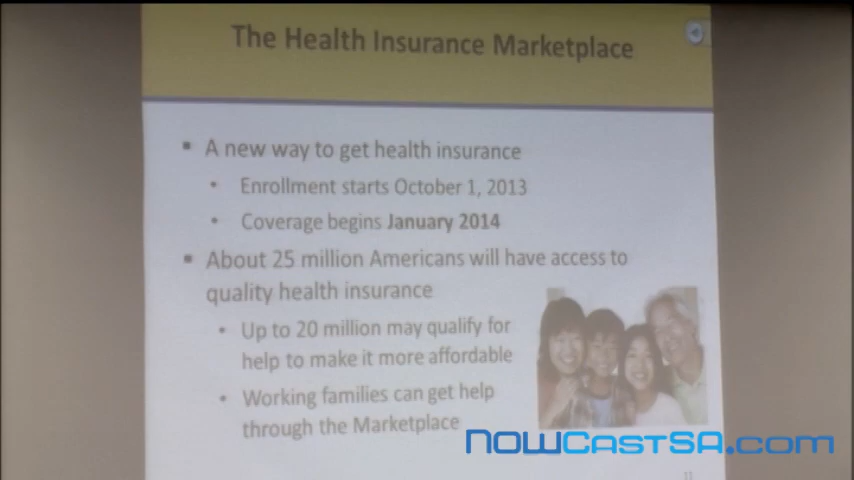 The Health Insurance Marketplace
A new way to get health insurance
Enrollment starts October 1, 2013
Coverage begins January 2014
About 25 million Americans will have access to
quality health insurance
Up to 20 million may qualify for
help to make it more affordable
Working families can get help
through the Marketplace
NOWCASTSA.com
11